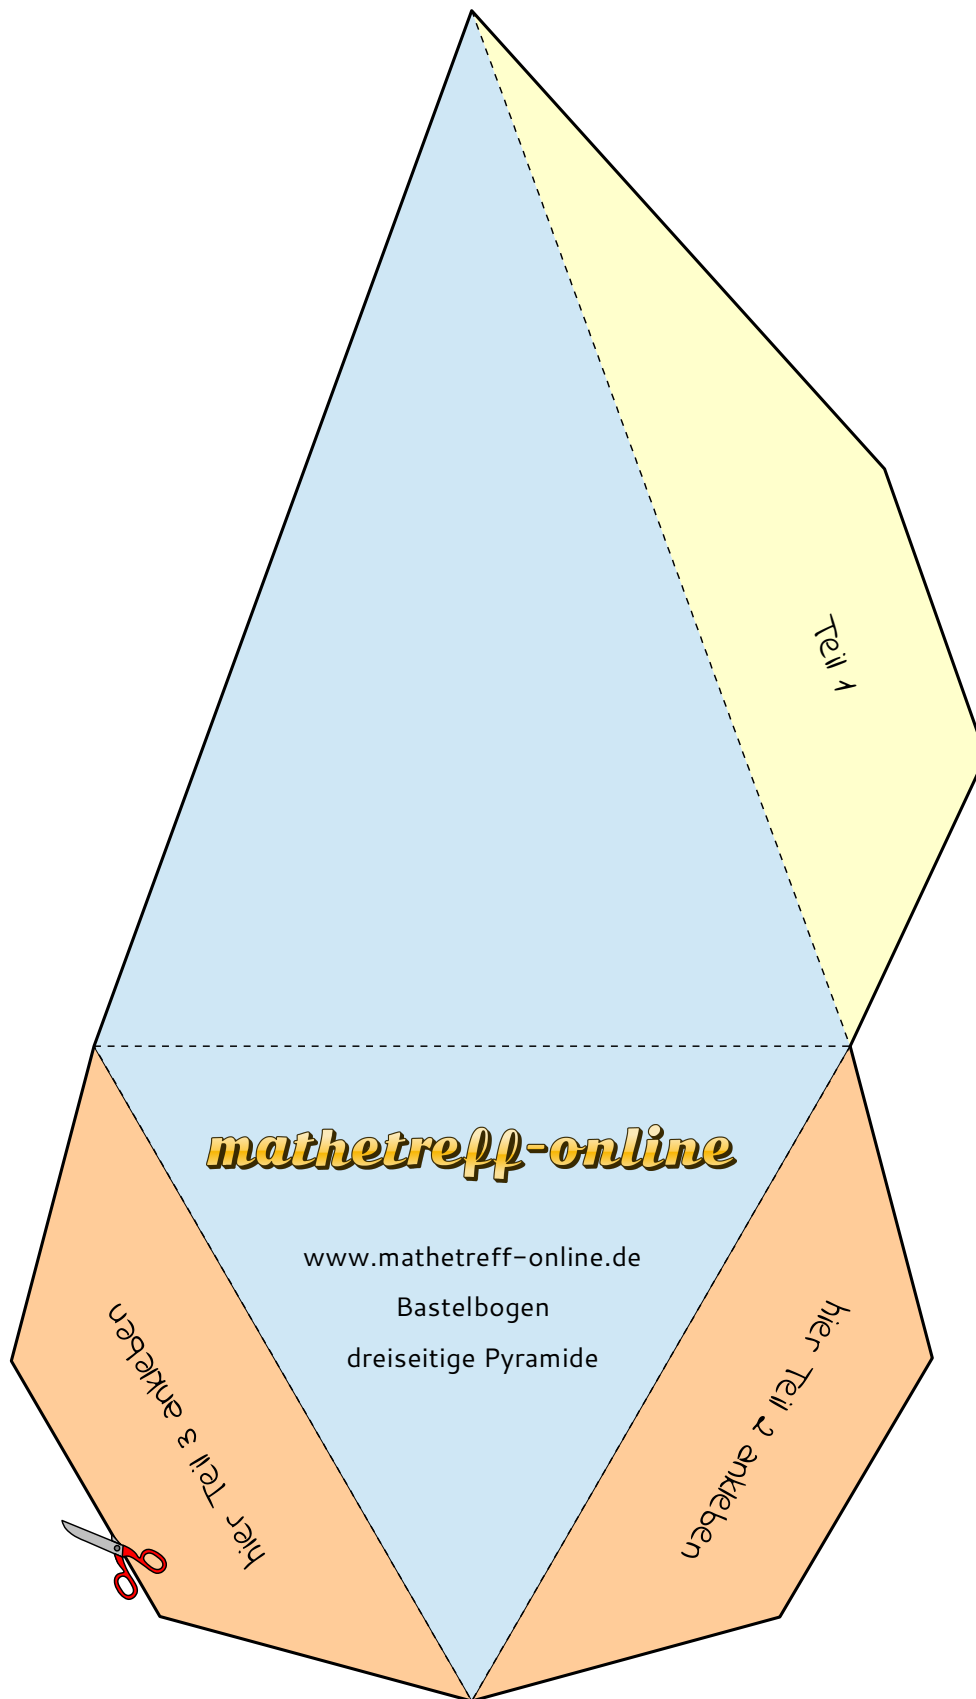 Teil 1
mathetreff-online
www.mathetreff-online.de
Bastelbogen
dreiseitige Pyramide
hier Teil 3 ankleben
hier Teil 2 ankleben